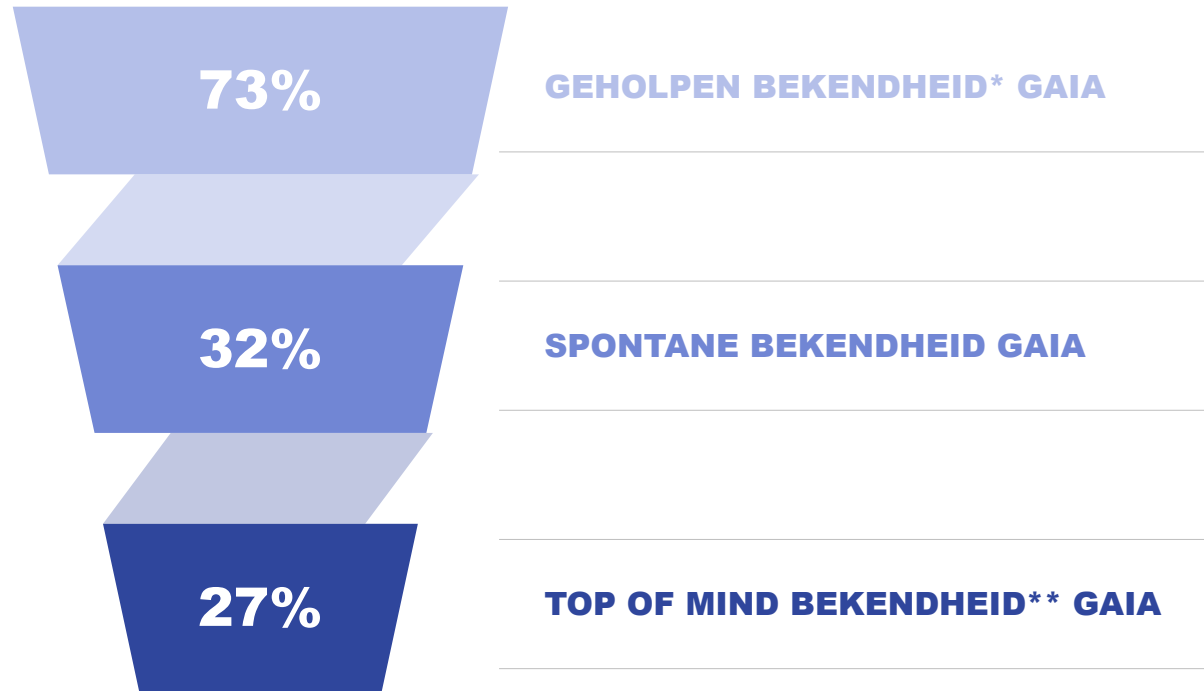 73%
GEHOLPEN BEKENDHEID* GAIA
32%
SPONTANE BEKENDHEID GAIA
27%
TOP OF MIND BEKENDHEID** GAIA